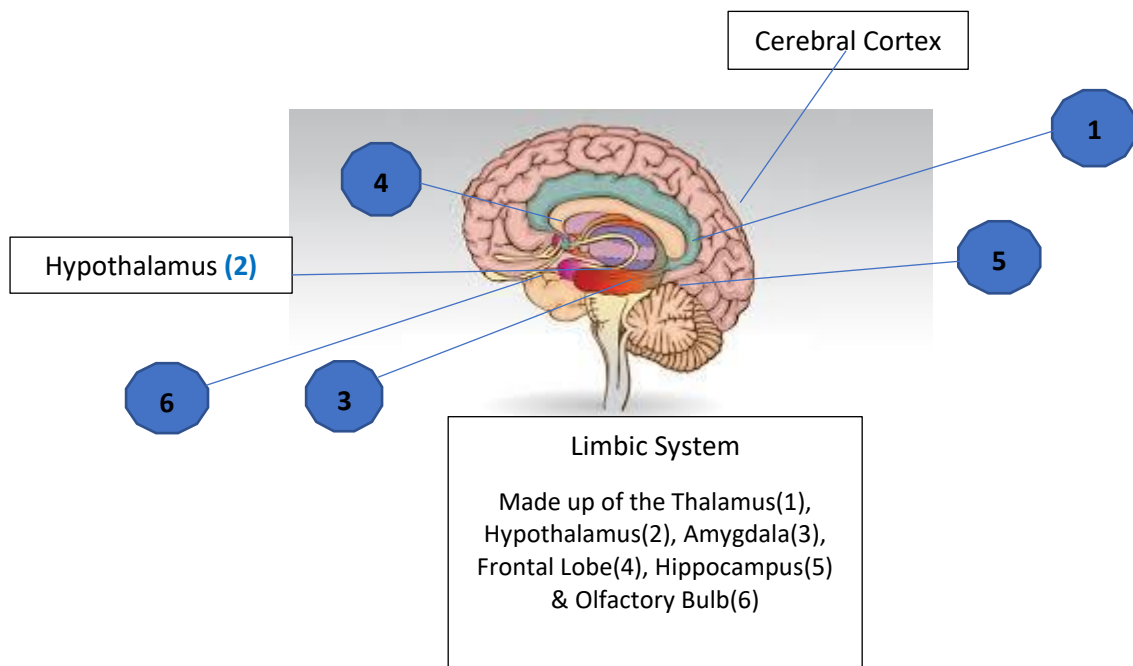 Cerebral Cortex
1
4
Hypothalamus (2)
5
6
3
Limbic System
Made up of the Thalamus(1),
Hypothalamus(2), Amygdala(3),
Frontal Lobe(4), Hippocampus(5)
& Olfactory Bulb(6)